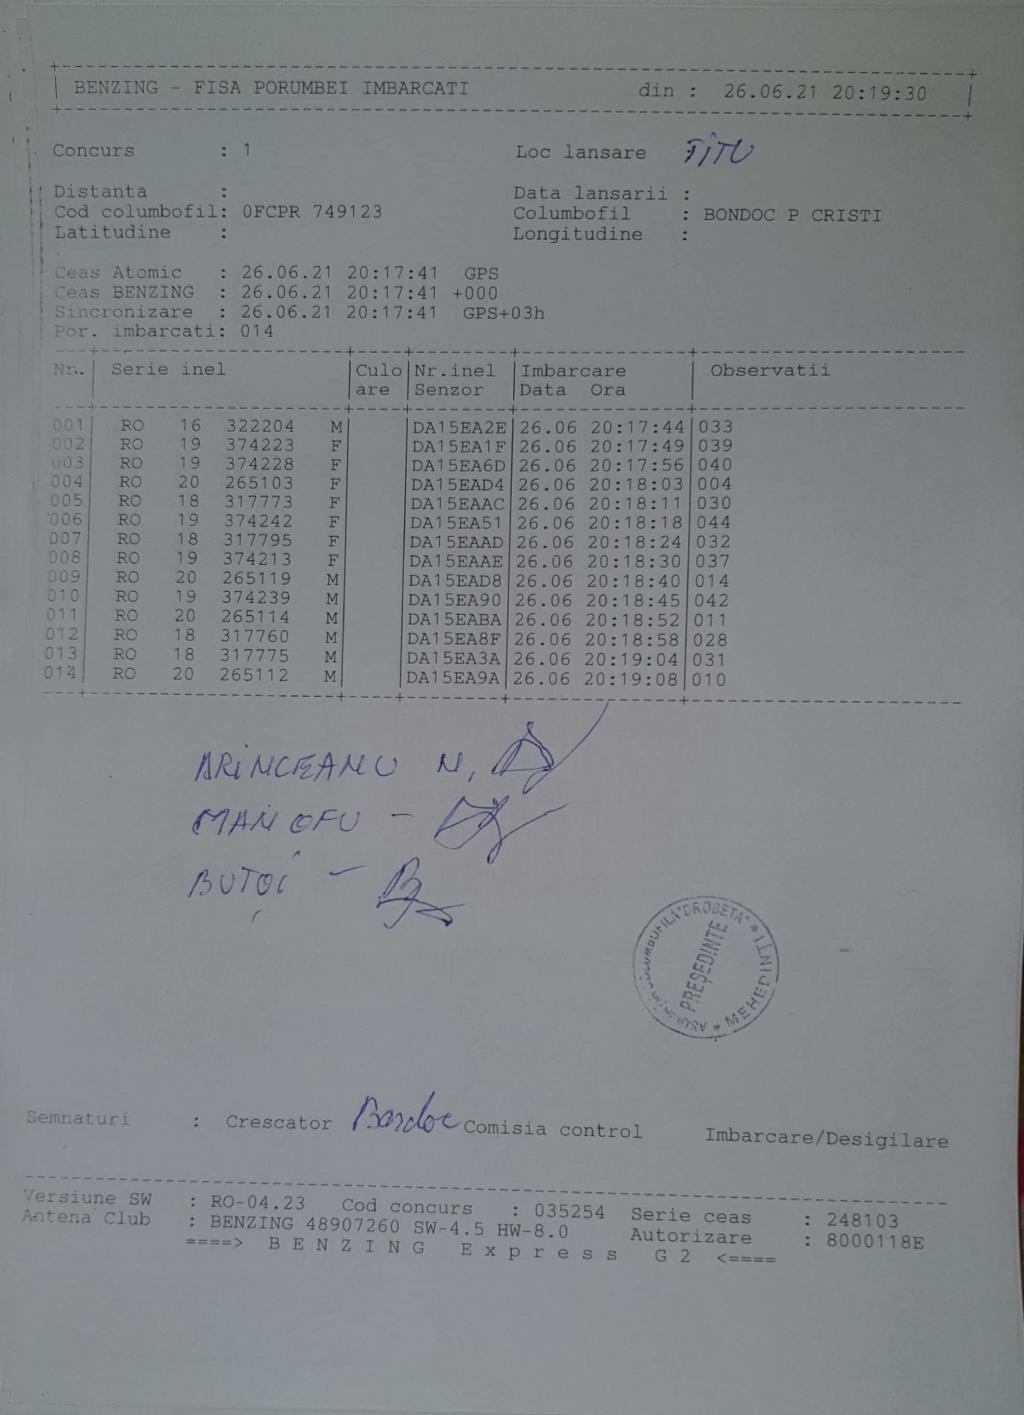 BENZING - FISA PORUMBEI IMBARCATI din : 26.06.21 20:19:30
Concurs : 1 Loc lansare TITU
Distanta : Data lansarii :
Cod columbofil: 0FCPR 749123 Columbofil : BONDOC P CRISTI
Latitudine : Longitudine :
Ceas Atomic : 26.06.21 20:17:41 GPS
Ceas BENZING : 26.06.21 20:17:41 +000
Sincronizare : 26.06.21 20:17:41 GPS+03h
Por. imbarcati: 014
Nr. Serie inel Culo Nr.inel Imbarcare Observatii
are Senzor Data Ora
001 RO 16 322204 M DA15EA2E 26.06 20:17:44 033
002 RO 19 374223 F DA15EA1F 26.06 20:17:49 039
003 RO 19 374228 F DA15EA6D 26.06 20:17:56 040
004 RO 20 265103 F DA15EAD4 26.06 20:18:03 004
005 RO 18 317773 F DA15EAAC 26.06 20:18:11 030
006 RO 19 374242 F DA15EA51 26.06 20:18:18 044
007 RO 18 317795 F DA15EAAD 26.06 20:18:24 032
008 RO 19 374213 F DA15EAAE 26.06 20:18:30 037
009 RO 20 265119 M DA15EAD8 26.06 20:18:40 014
010 RO 19 374239 M DA15EA90 26.06 20:18:45 042
011 RO 20 265114 M DA15EABA 26.06 20:18:52 011
012 RO 18 317760 M DA15EA8F 26.06 20:18:58 028
013 RO 18 317775 M DA15EA3A 26.06 20:19:04 031
014 RO 20 265112 M DA15EA9A 26.06 20:19:08 010
ARINCEANU N,
MANOFU -
BUȚOI -
COLUMBOFILA "DROBETA" * MEHEDINTI *
PREȘEDINTE
Semnaturi : Crescator Bondoc Comisia control Imbarcare/Desigilare
Versiune SW : RO-04.23 Cod concurs : 035254 Serie ceas : 248103
Antena Club : BENZING 48907260 SW-4.5 HW-8.0 Autorizare : 8000118E
====> B E N Z I N G E x p r e s s G 2 <====